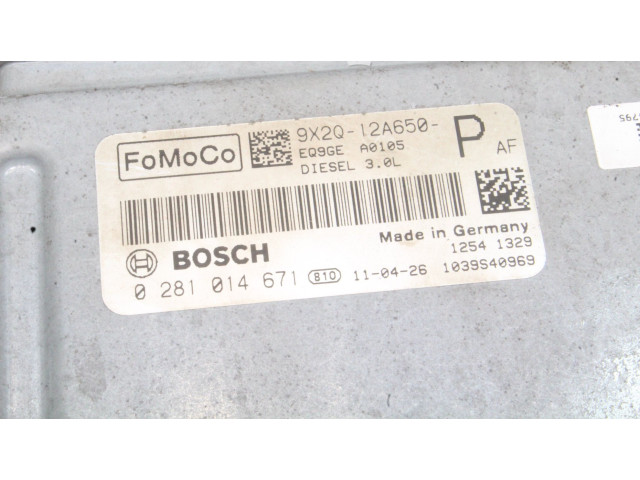 FoMoCo
9X2Q-12A650-
P AF
EQ9GE A0105
DIESEL 3.0L
Made in Germany
BOSCH
1254 1329
0 281 014 671 810 11-04-26 1039S40969